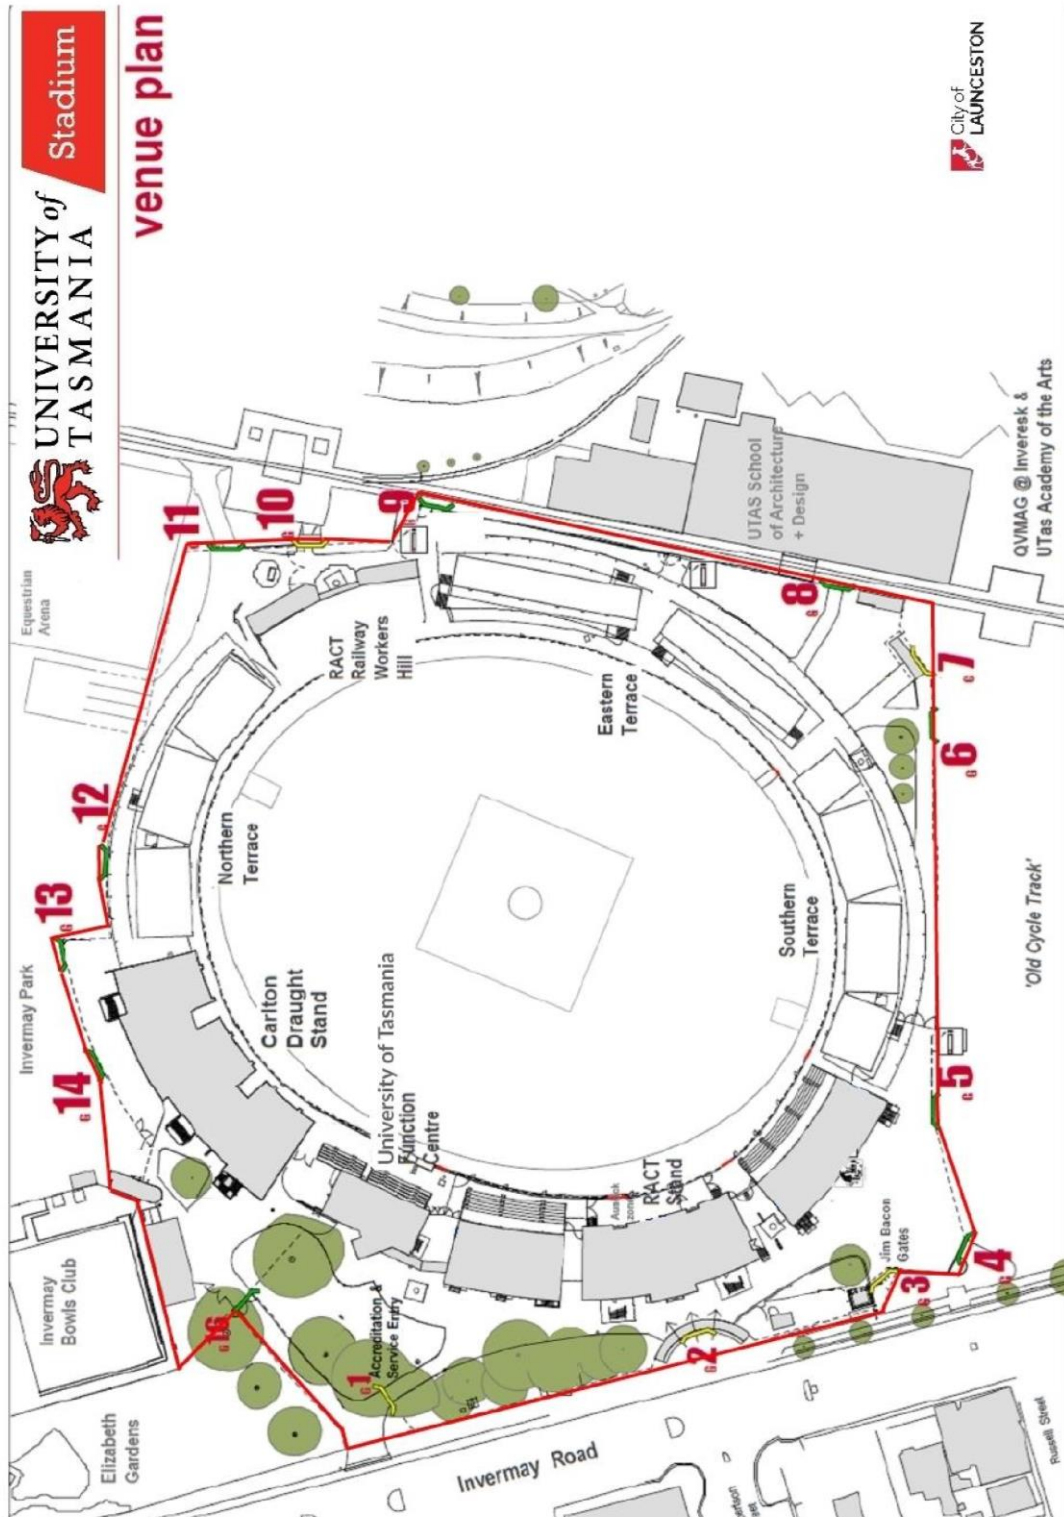 UNIVERSITY of
TASMANIA
Stadium
venue plan
City of
LAUNCESTON
Equestrian
Arena
G
11
G
10
9
RACT
Railway
Workers
Hill
UTAS School
of Architecture
+ Design
QVMAG @ Inveresk &
UTas Academy of the Arts
G
8
G
7
G
6
Eastern
Terrace
G
12
G
13
Northern
Terrace
Invermay Park
Carlton
Draught
Stand
Southern
Terrace
'Old Cycle Track'
G
14
University of Tasmania
Function
Centre
G
5
RACT
Stand
Jim Bacon
Gates
G
3
G
4
Invermay
Bowls Club
G
16
G
1
Accreditation &
Service Entry
G
2
Elizabeth
Gardens
Invermay Road
Russell Street